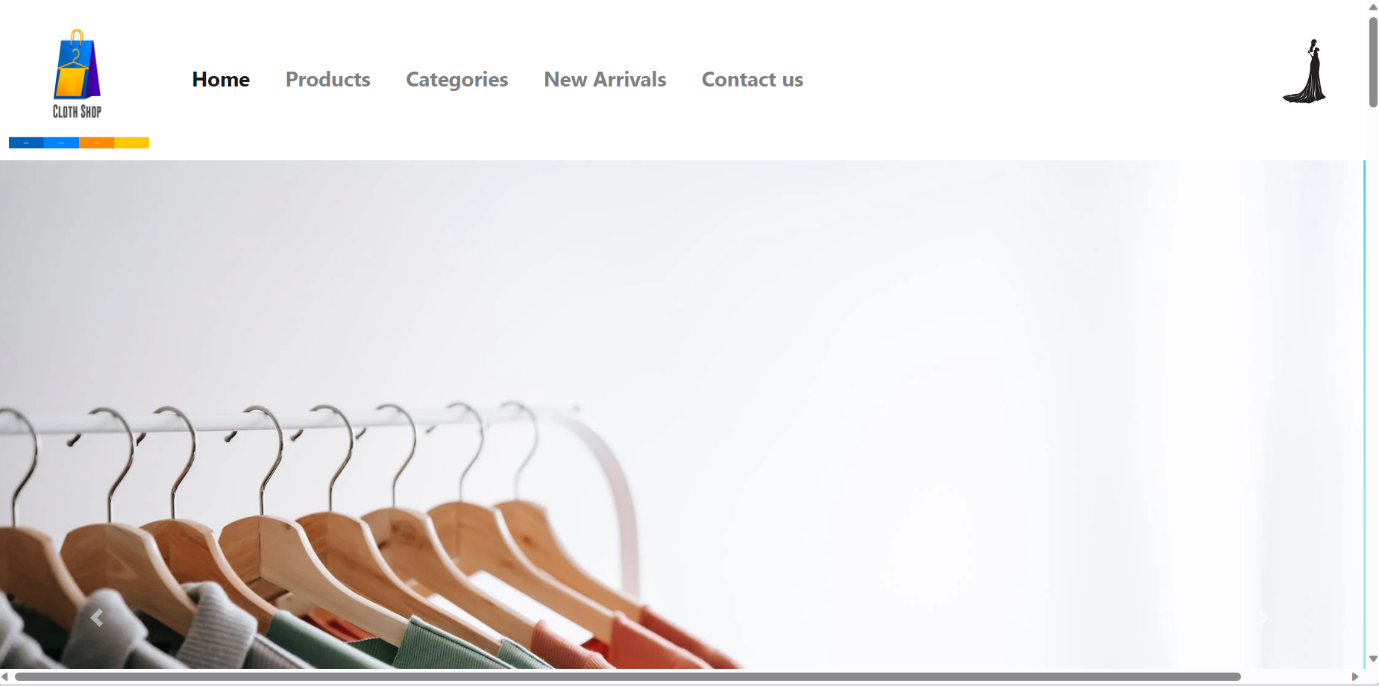 CLOTH SHOP
Home Products Categories New Arrivals Contact us